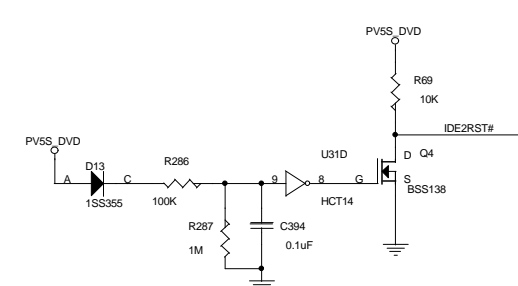 PV5S_DVD
R69
10K
IDE2RST#
PV5S_DVD
D13
R286
U31D
D
Q4
A
C
9
8
G
S
1SS355
100K
HCT14
BSS138
R287
C394
1M
0.1uF